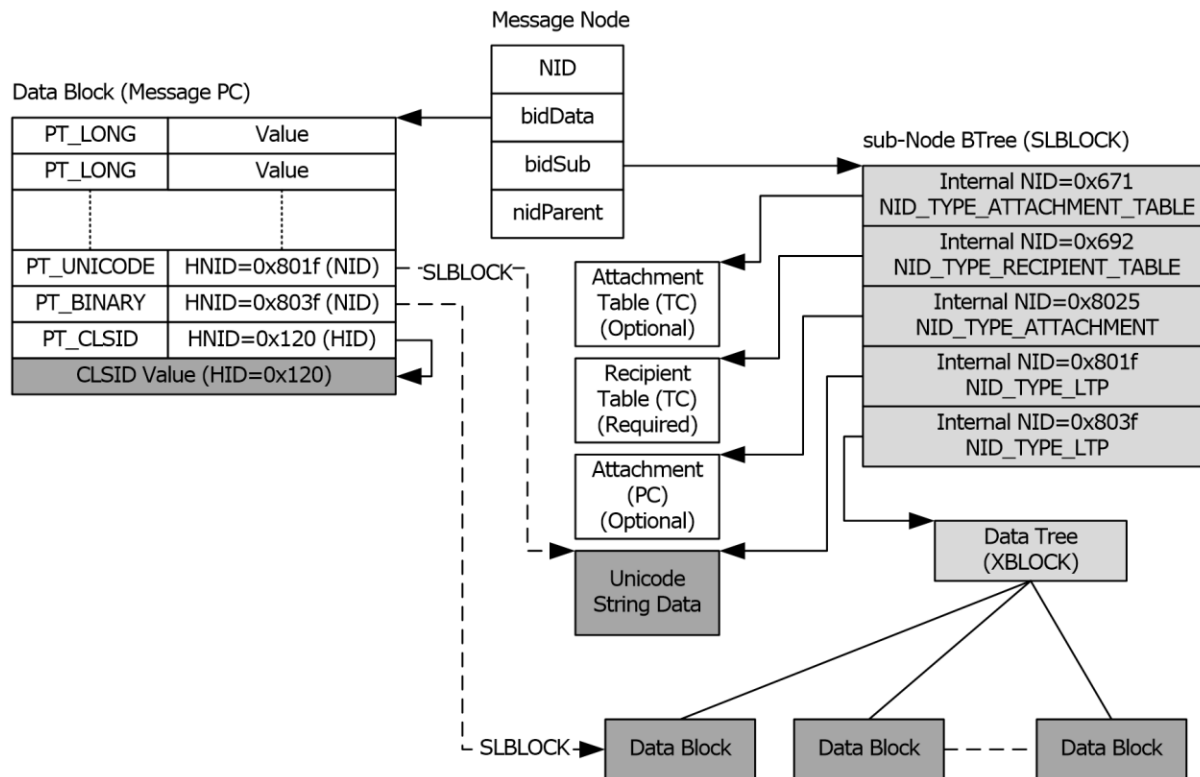 Message Node
NID
bidData
bidSub
nidParent
Data Block (Message PC)
PT_LONG Value
PT_LONG Value
PT_UNICODE HNID=0x801f (NID)
PT_BINARY HNID=0x803f (NID)
PT_CLSID HNID=0x120 (HID)
CLSID Value (HID=0x120)
SLBLOCK
sub-Node BTree (SLBLOCK)
Internal NID=0x671
NID_TYPE_ATTACHMENT_TABLE
Internal NID=0x692
NID_TYPE_RECIPIENT_TABLE
Internal NID=0x8025
NID_TYPE_ATTACHMENT
Internal NID=0x801f
NID_TYPE_LTP
Internal NID=0x803f
NID_TYPE_LTP
Attachment
Table (TC)
(Optional)
Recipient
Table (TC)
(Required)
Attachment
(PC)
(Optional)
Unicode
String Data
Data Tree
(XBLOCK)
SLBLOCK
Data Block
Data Block
Data Block